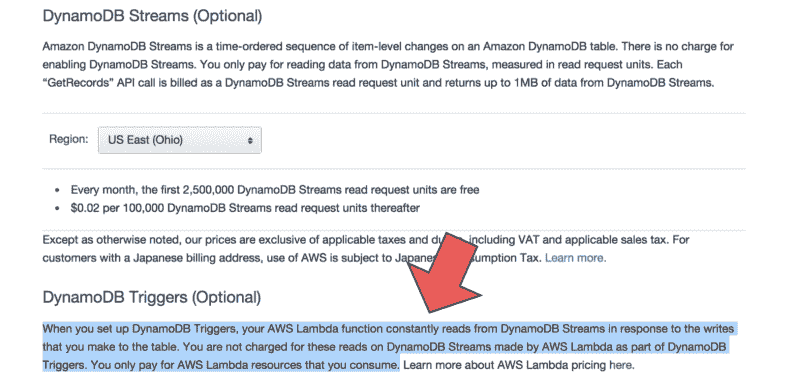 DynamoDB Streams (Optional)
Amazon DynamoDB Streams is a time-ordered sequence of item-level changes on an Amazon DynamoDB table. There is no charge for
enabling DynamoDB Streams. You only pay for reading data from DynamoDB Streams, measured in read request units. Each
“GetRecords” API call is billed as a DynamoDB Streams read request unit and returns up to 1MB of data from DynamoDB Streams.
Region: US East (Ohio)
• Every month, the first 2,500,000 DynamoDB Streams read request units are free
• $0.02 per 100,000 DynamoDB Streams read request units thereafter
Except as otherwise noted, our prices are exclusive of applicable taxes and including VAT and applicable sales tax. For
customers with a Japanese billing address, use of AWS is subject to Tax. Learn more.
DynamoDB Triggers (Optional)
When you set up DynamoDB Triggers, your AWS Lambda function constantly reads from DynamoDB Streams in response to the writes
that you make to the table. You are not charged for these reads on DynamoDB Streams made by AWS Lambda as part of DynamoDB
Triggers. You only pay for AWS Lambda resources that you consume. Learn more about AWS Lambda pricing here.